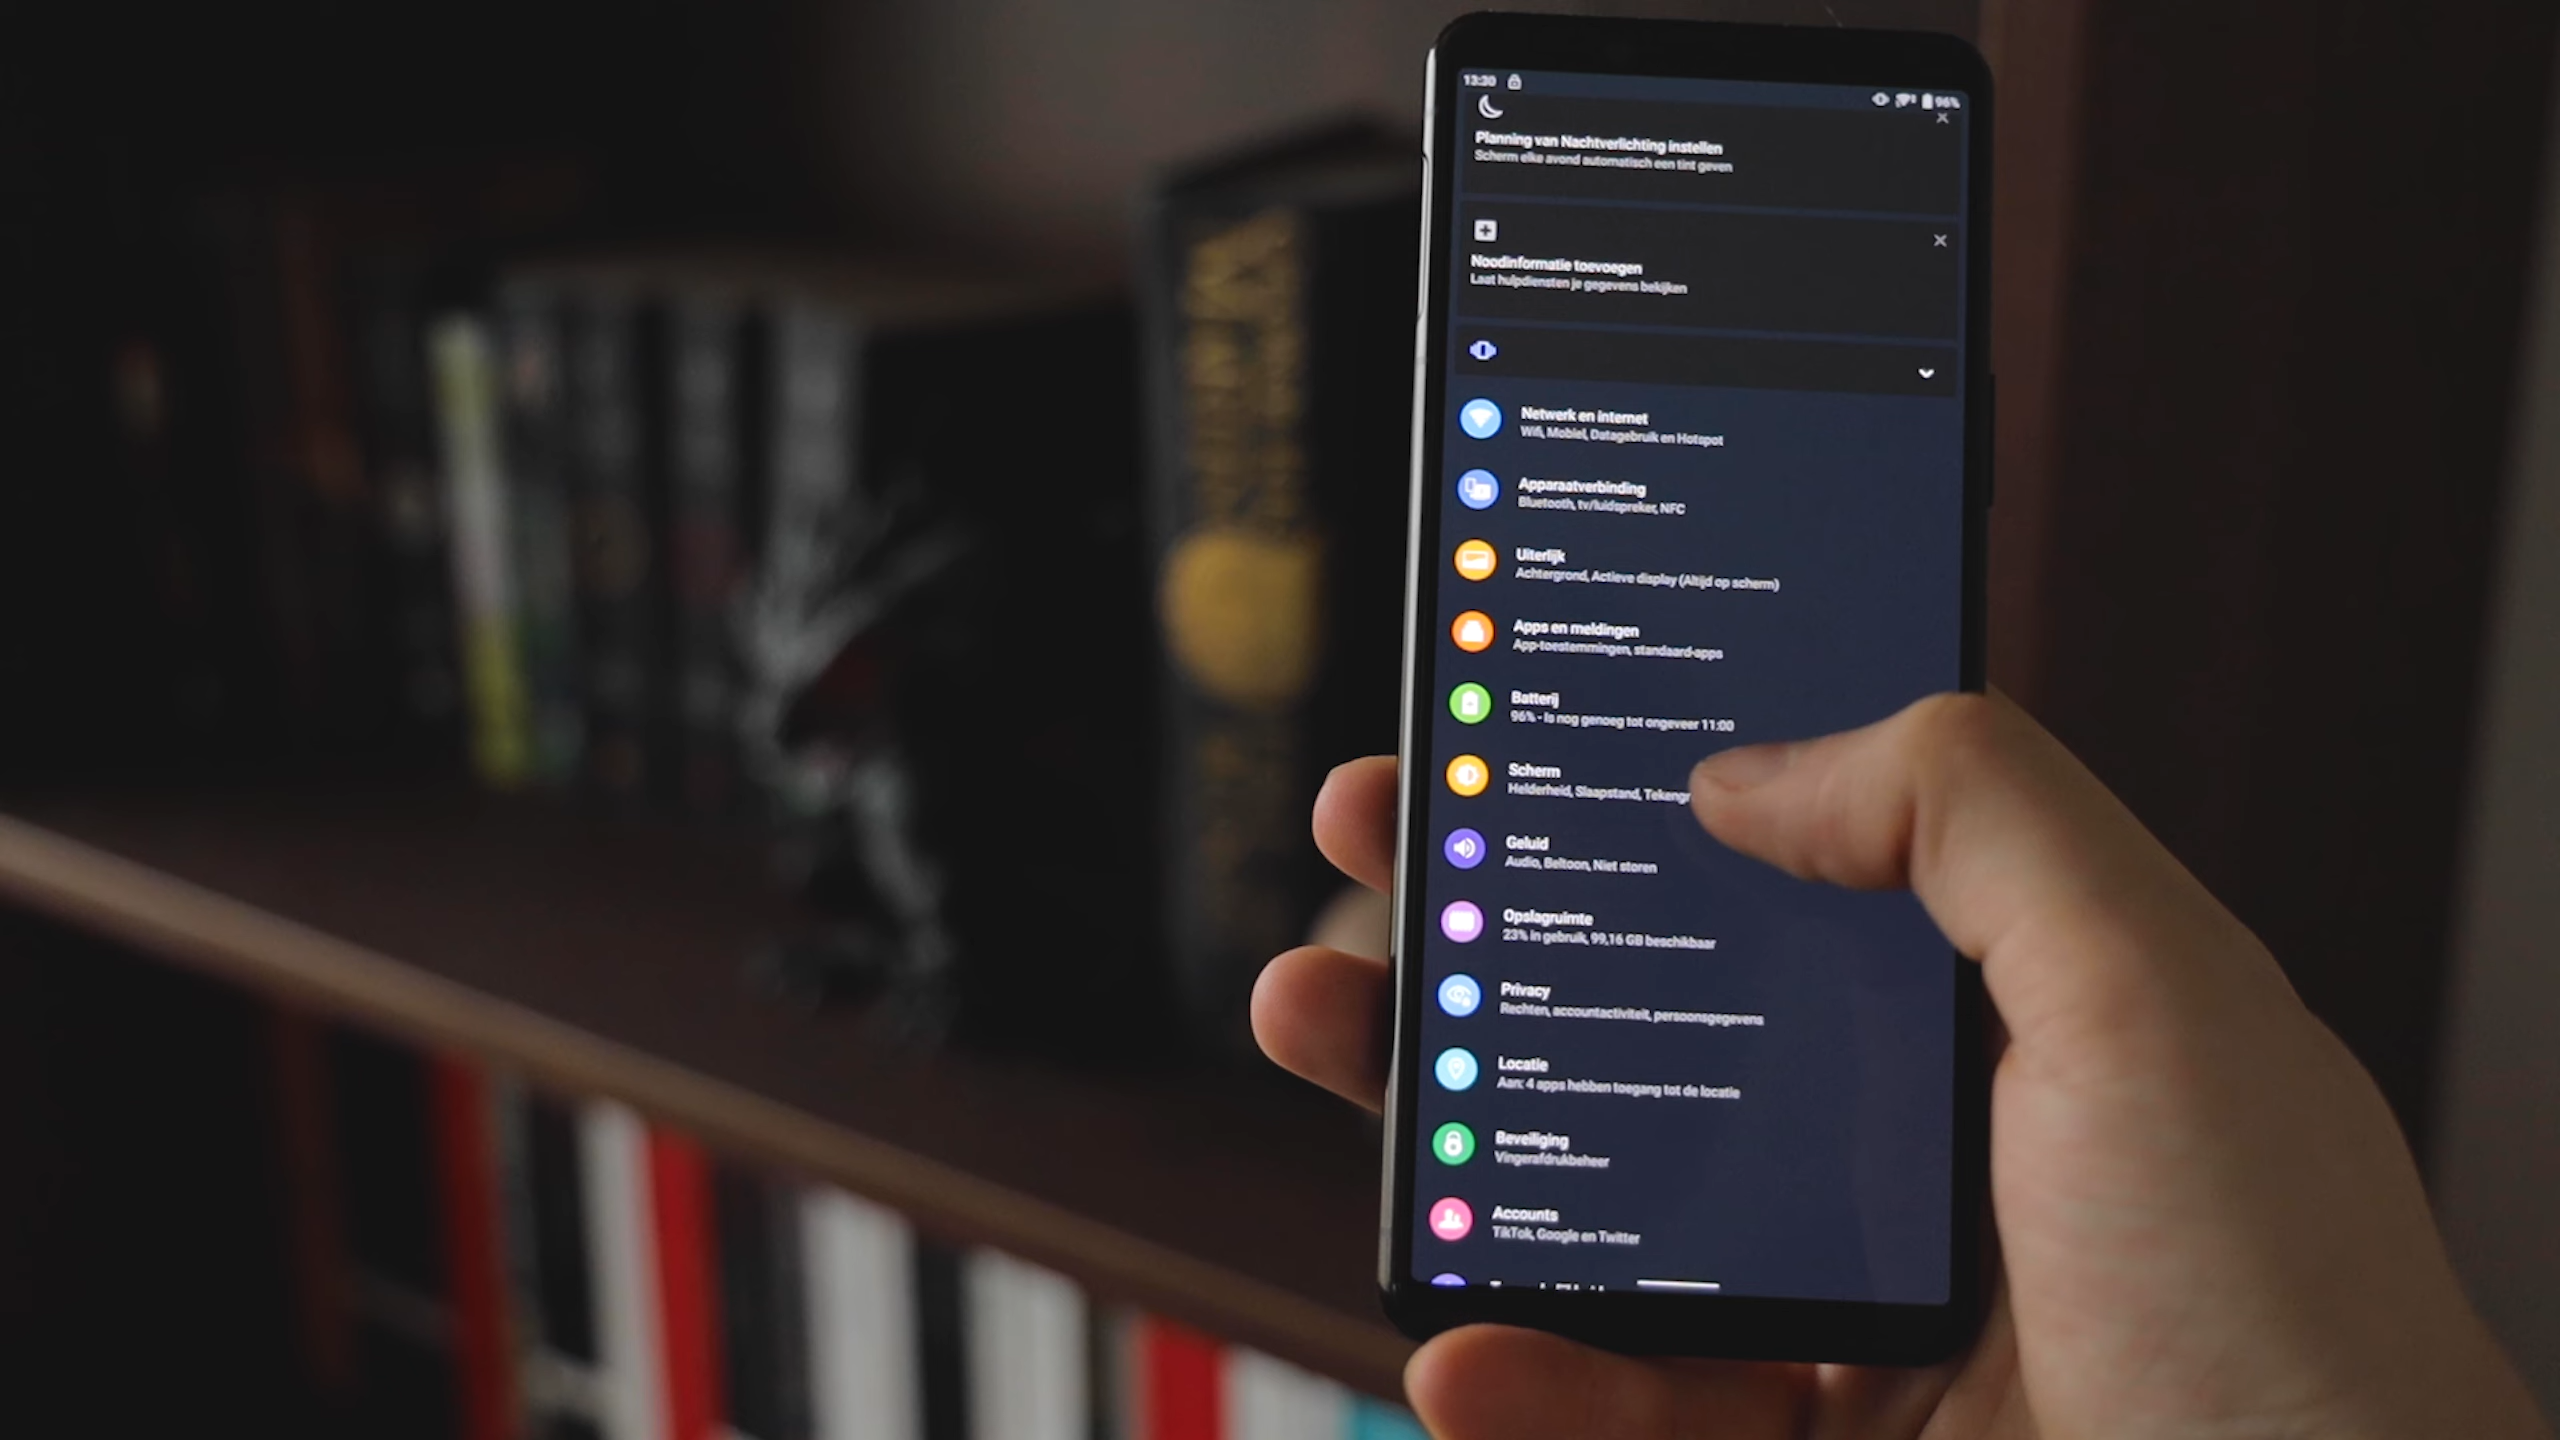 13:30
96%
Planning van Nachtverlichting instellen
Scherm elke avond automatisch een tint geven
Noodinformatie toevoegen
Laat hulpdiensten je gegevens bekijken
Netwerk en internet
Wifi, Mobiel, Datagebruik en Hotspot
Apparaatverbinding
Bluetooth, tv/luidspreker, NFC
Uiterlijk
Achtergrond, Actieve display (Altijd op scherm)
Apps en meldingen
App-toestemmingen, standaard-apps
Batterij
96% - Is nog genoeg tot ongeveer 11:00
Scherm
Helderheid, Slaapstand, Tekengr
Geluid
Audio, Beltoon, Niet storen
Opslagruimte
23% in gebruik, 99,16 GB beschikbaar
Privacy
Rechten, accountactiviteit, persoonsgegevens
Locatie
Aan: 4 apps hebben toegang tot de locatie
Beveiliging
Vingerafdrukbeheer
Accounts
TikTok, Google en Twitter